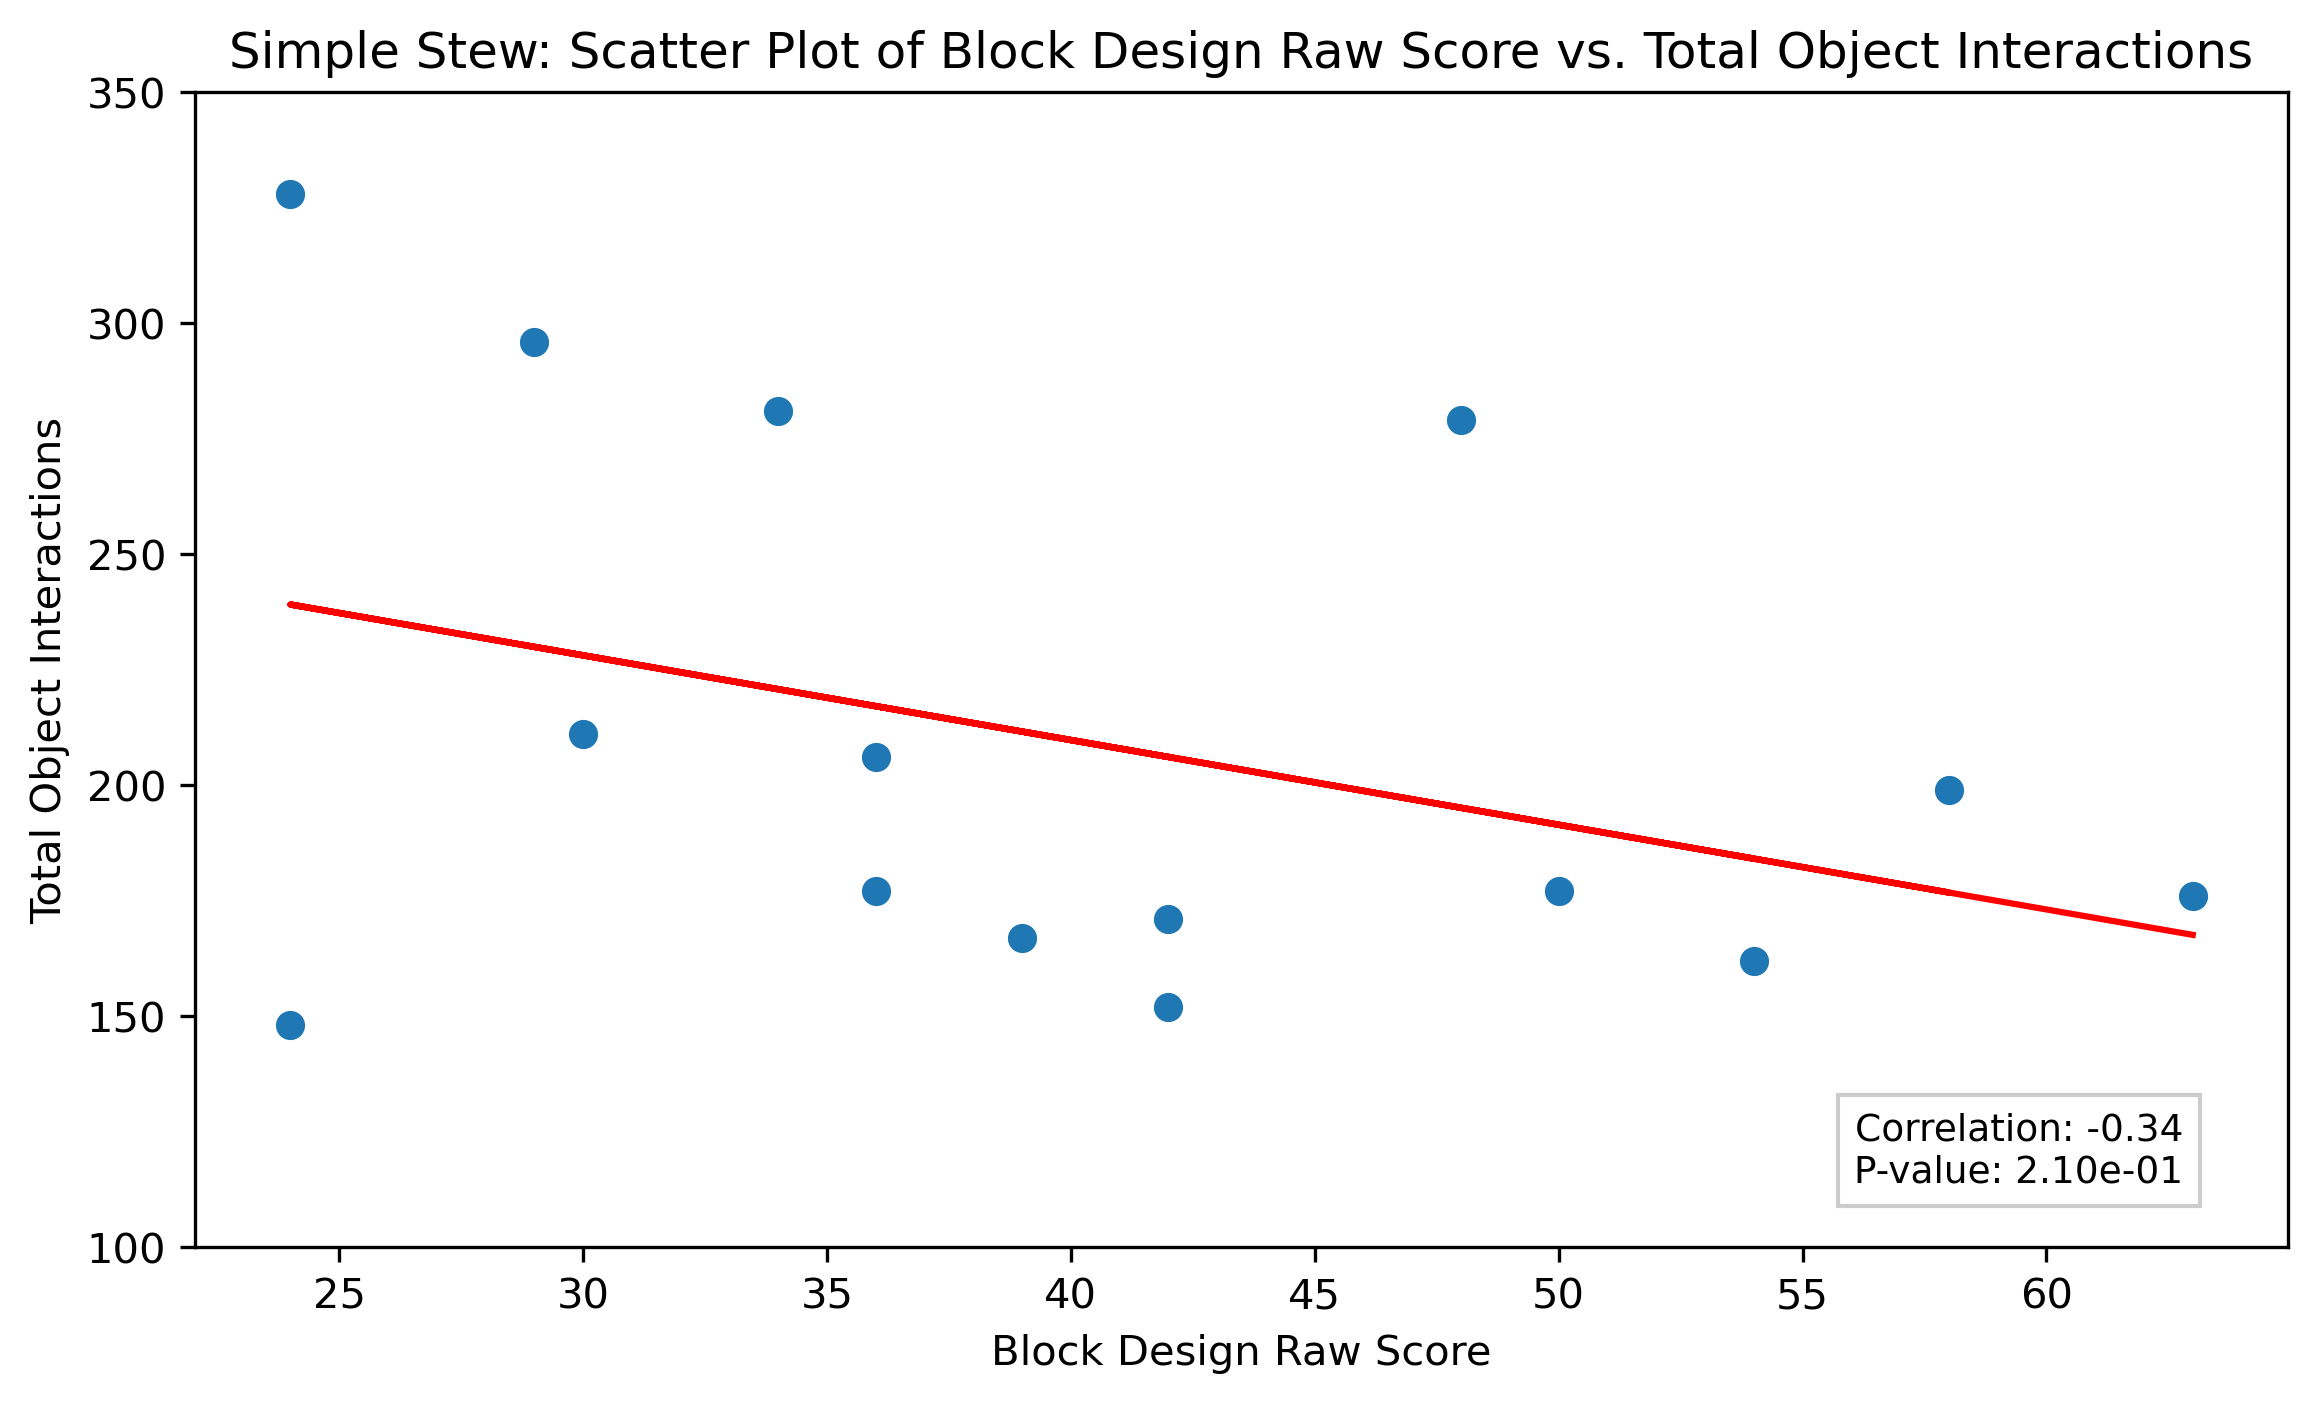 Simple Stew: Scatter Plot of Block Design Raw Score vs. Total Object Interactions
350
300
250
200
150
100
Total Object Interactions
Correlation: -0.34
P-value: 2.10e-01
25 30 35 40 45 50 55 60
Block Design Raw Score